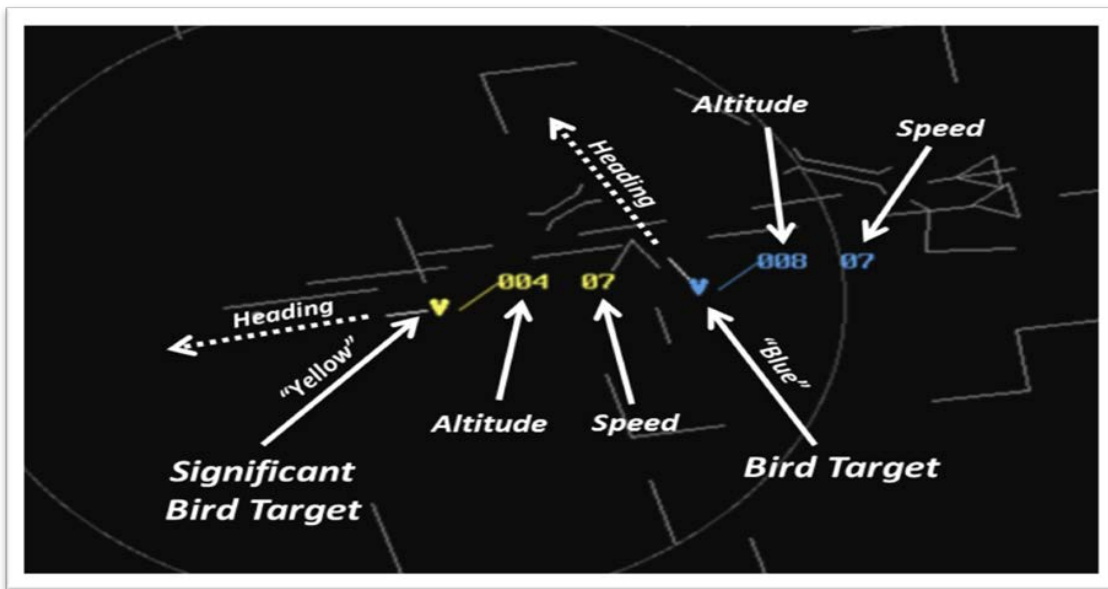 Altitude
Speed
Heading
008 07
004 07
Heading
"Yellow"
"Blue"
Altitude Speed
Significant
Bird Target
Bird Target